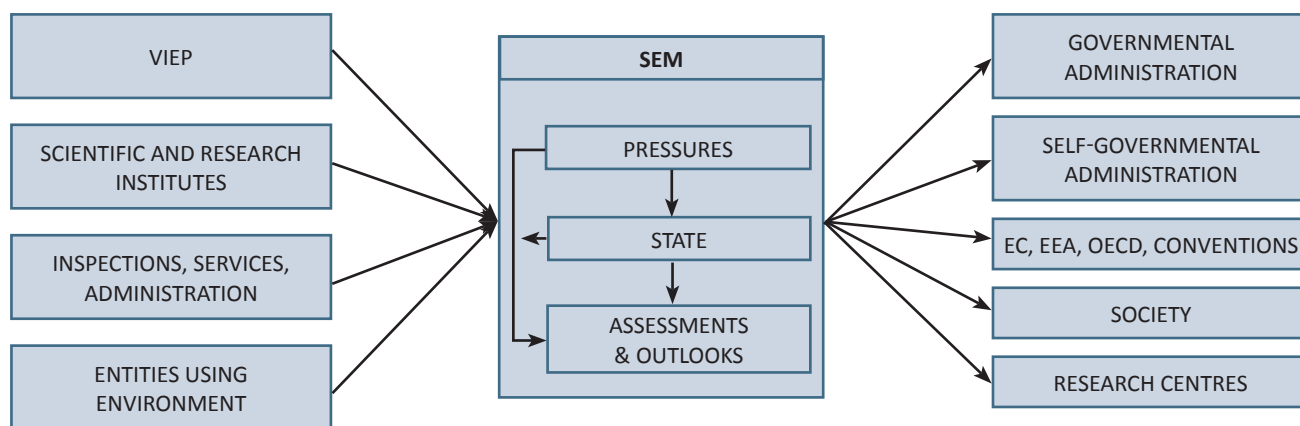 VIEP
SCIENTIFIC AND RESEARCH
INSTITUTES
INSPECTIONS, SERVICES,
ADMINISTRATION
ENTITIES USING
ENVIRONMENT
SEM
PRESSURES
STATE
ASSESSMENTS
& OUTLOOKS
GOVERNMENTAL
ADMINISTRATION
SELF-GOVERNMENTAL
ADMINISTRATION
EC, EEA, OECD, CONVENTIONS
SOCIETY
RESEARCH CENTRES